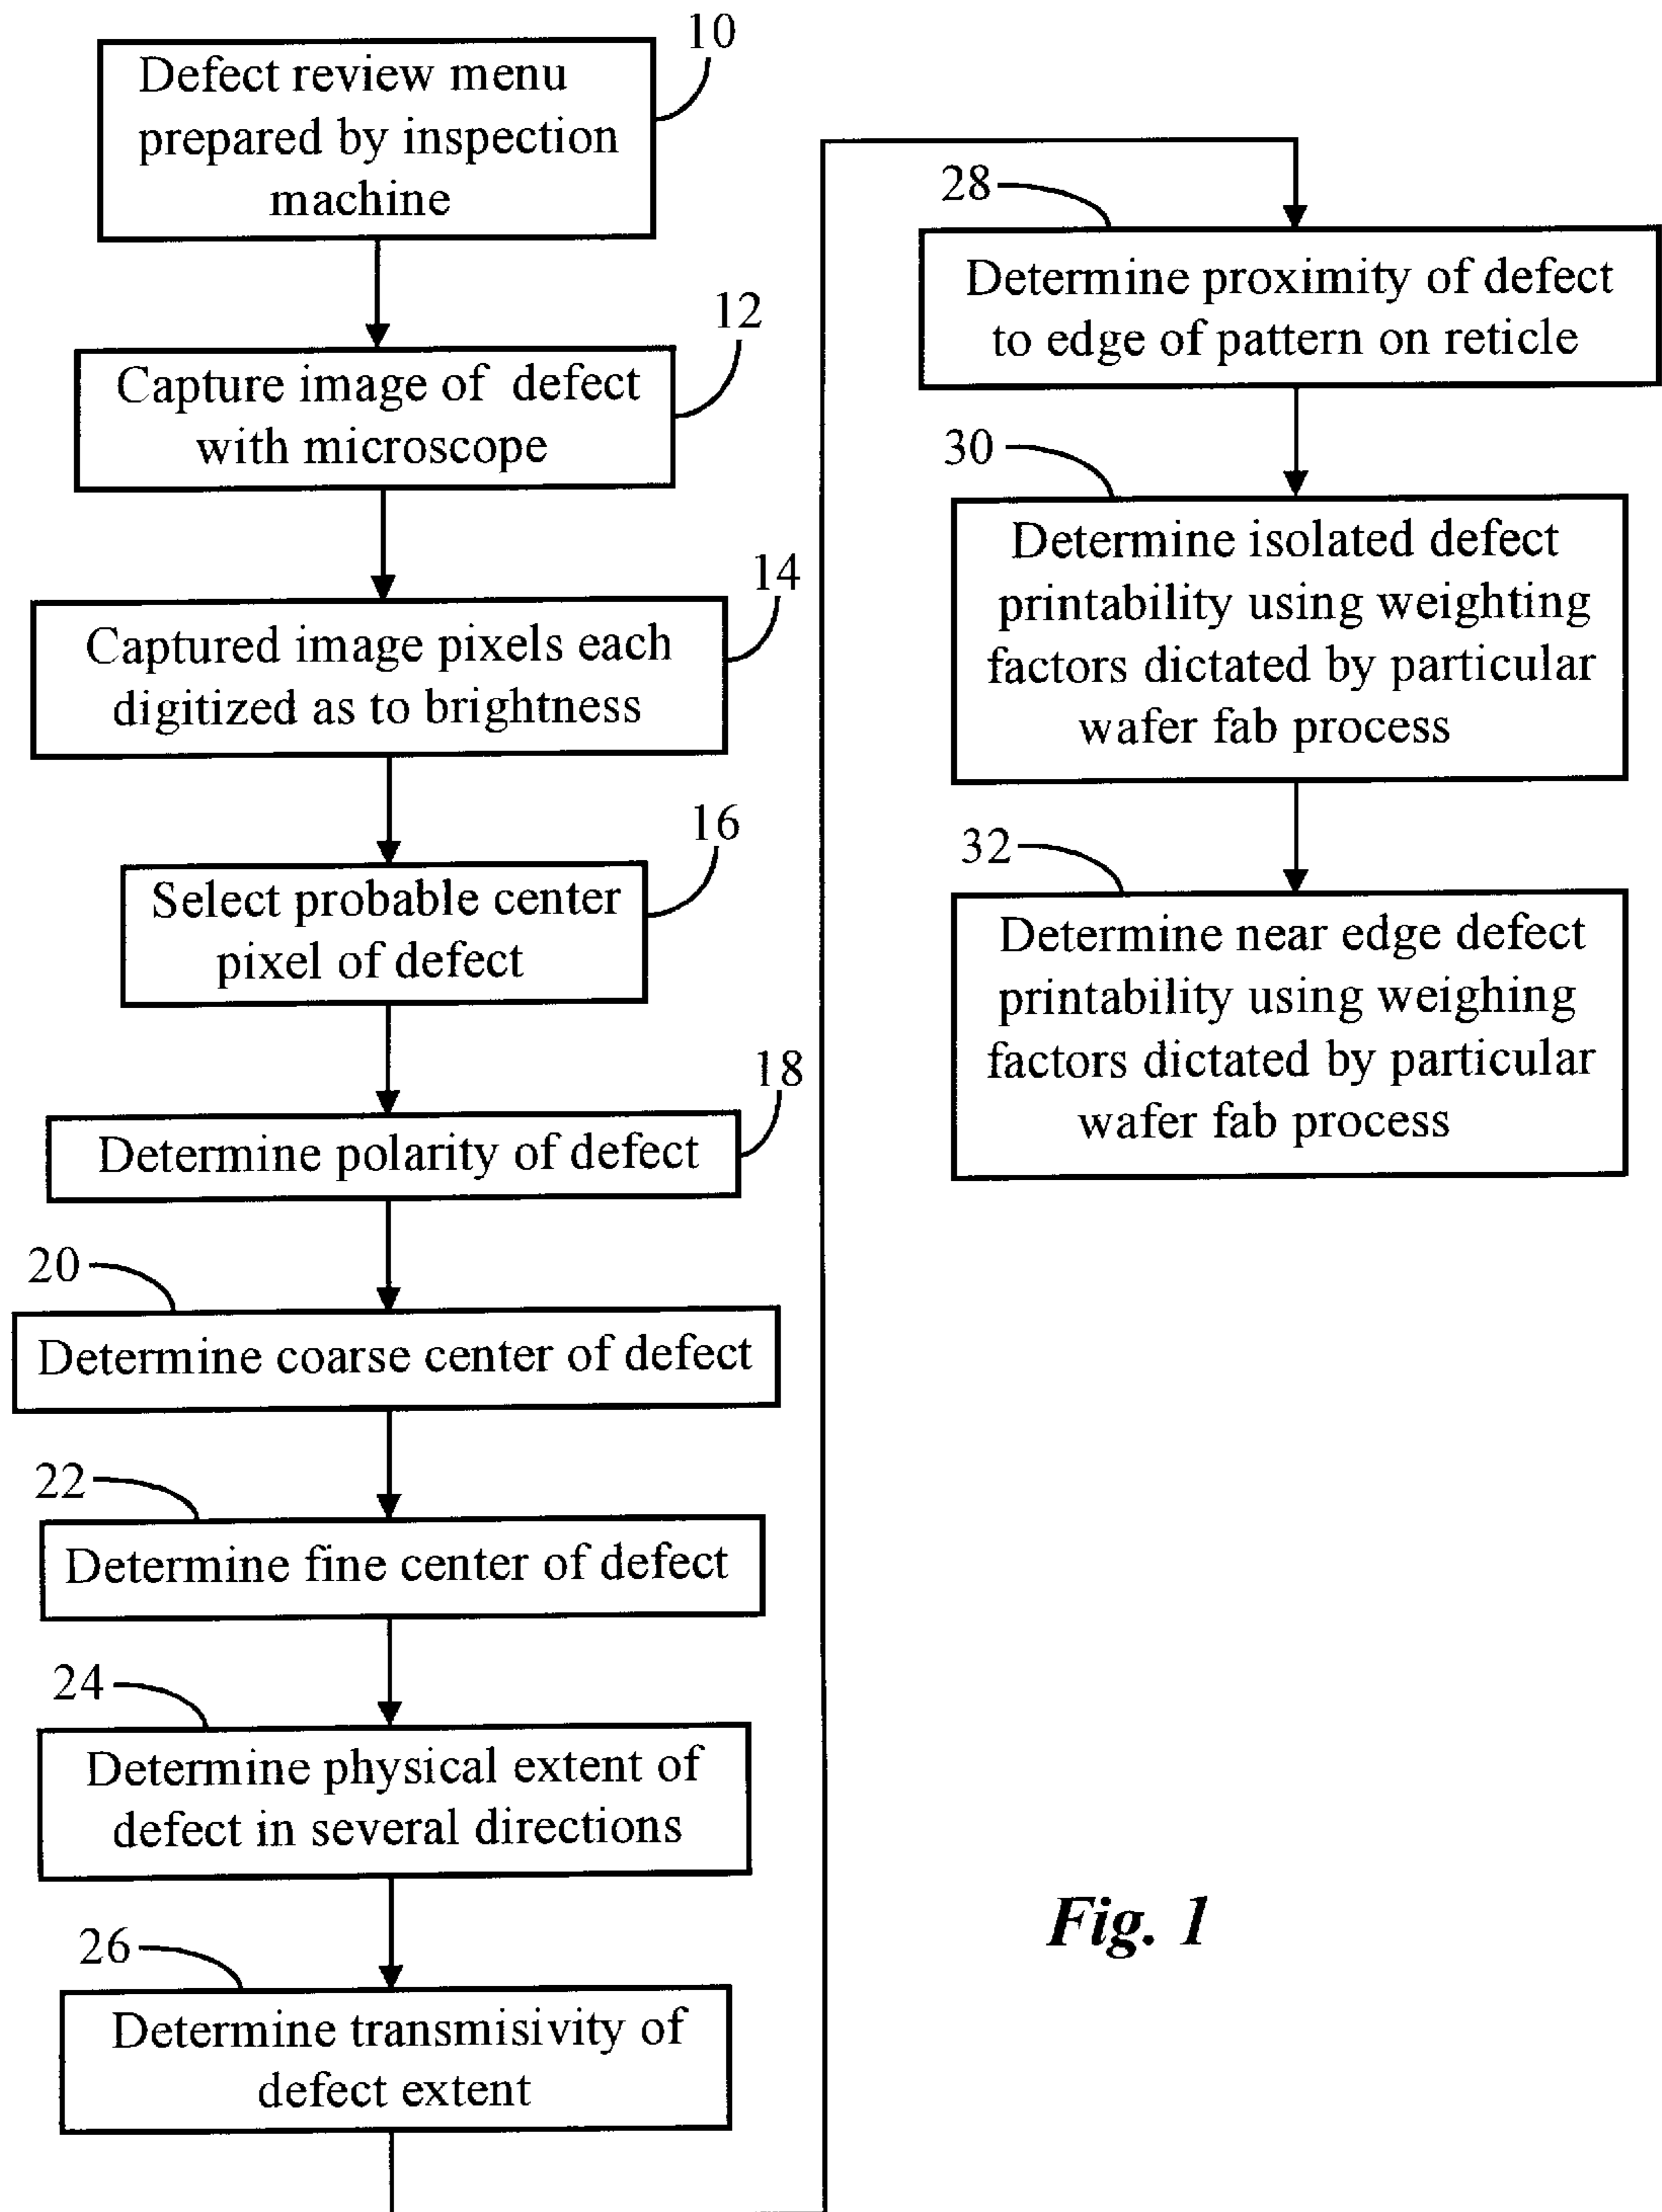 10
Defect review menu
prepared by inspection
machine
12
Capture image of defect
with microscope
14
Captured image pixels each
digitized as to brightness
16
Select probable center
pixel of defect
18
Determine polarity of defect
20
Determine coarse center of defect
22
Determine fine center of defect
24
Determine physical extent of
defect in several directions
26
Determine transmisivity of
defect extent
28
Determine proximity of defect
to edge of pattern on reticle
30
Determine isolated defect
printability using weighting
factors dictated by particular
wafer fab process
32
Determine near edge defect
printability using weighing
factors dictated by particular
wafer fab process
Fig. 1